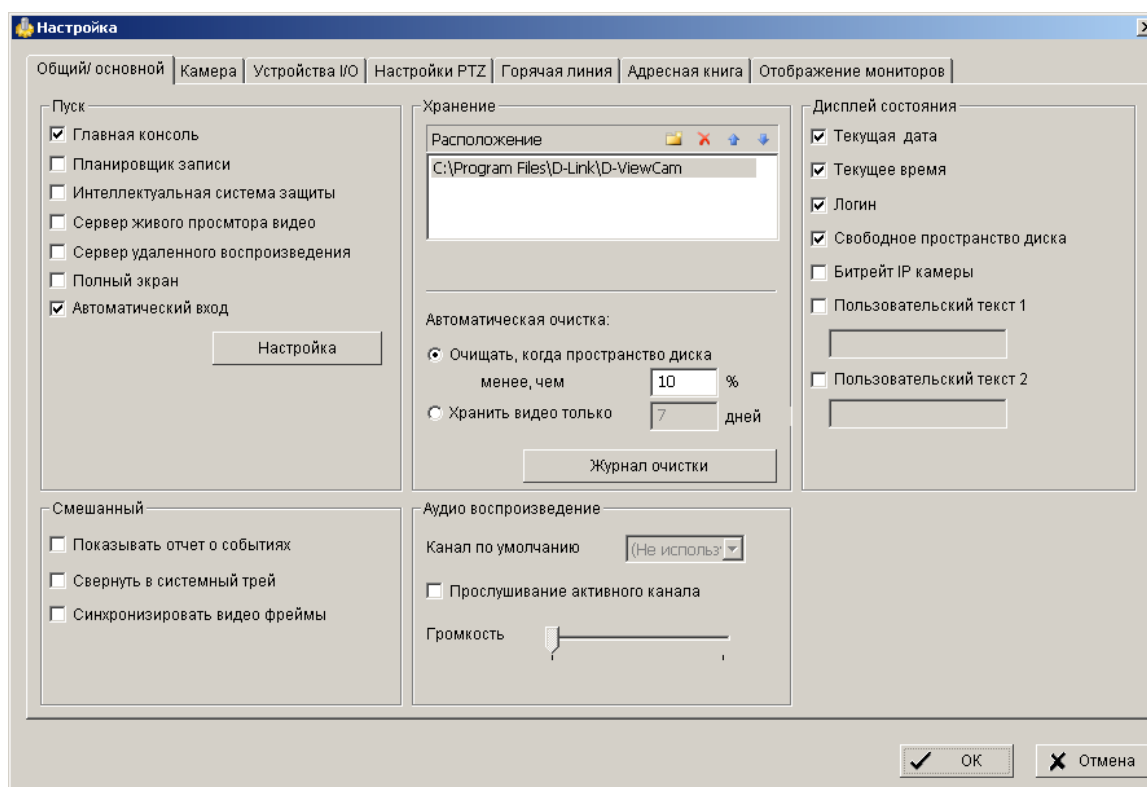 Настройка
Общий/ основной Камера Устройства I/O Настройки PTZ Горячая линия Адресная книга Отображение мониторов
Пуск
Главная консоль
Планировщик записи
Интеллектуальная система защиты
Сервер живого просмтора видео
Сервер удаленного воспроизведения
Полный экран
Автоматический вход
Настройка
Хранение
Расположение
C:\Program Files\D-Link\D-ViewCam
Автоматическая очистка:
Очищать, когда пространство диска
менее, чем 10 %
Хранить видео только 7 дней
Журнал очистки
Дисплей состояния
Текущая дата
Текущее время
Логин
Свободное пространство диска
Битрейт IP камеры
Пользовательский текст 1
Пользовательский текст 2
Смешанный
Показывать отчет о событиях
Свернуть в системный трей
Синхронизировать видео фреймы
Аудио воспроизведение
Канал по умолчанию (Не использ
Прослушивание активного канала
Громкость
OK Отмена